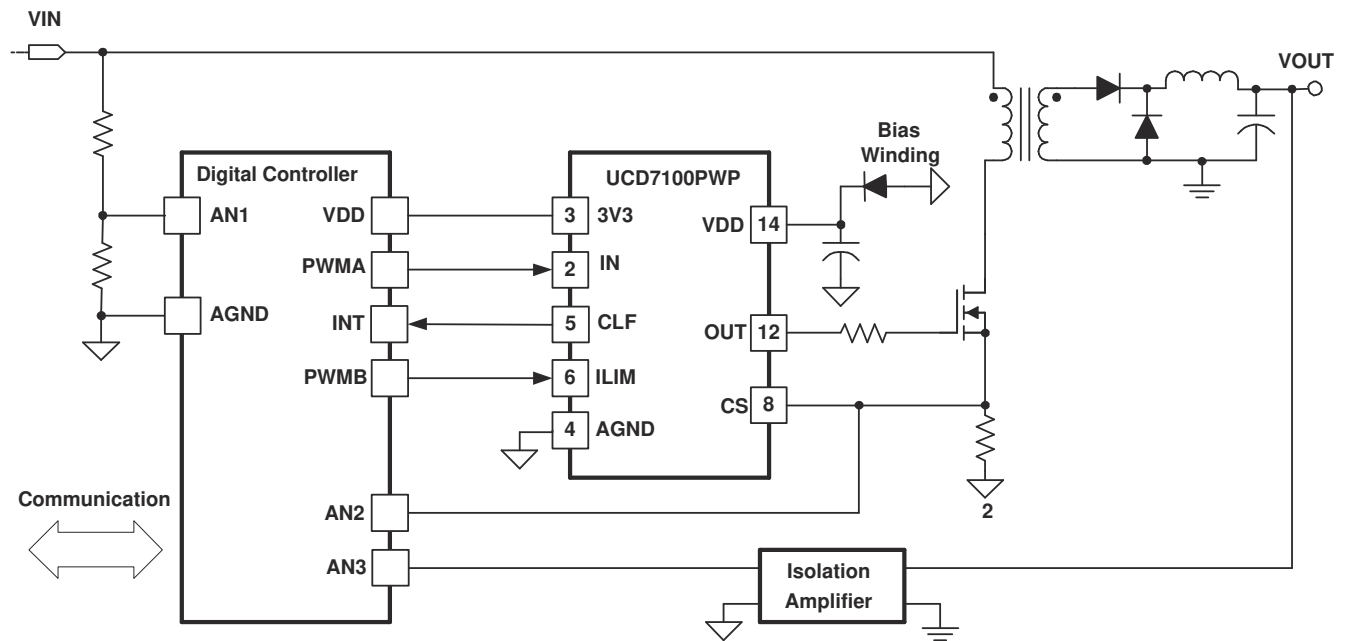 VIN
VOUT
Bias
Winding
Digital Controller
UCD7100PWP
AN1
VDD
3
3V3
VDD
14
PWMA
2
IN
AGND
INT
5
CLF
OUT
12
PWMB
6
ILIM
CS
8
4
AGND
Communication
AN2
2
AN3
Isolation
Amplifier